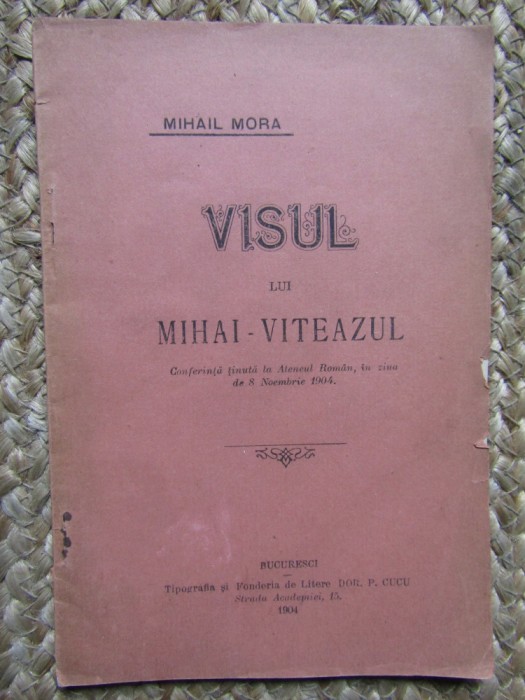 MIHAIL MORA
VISUL
LUI
MIHAI - VITEAZUL
Conferință ținută la Ateneul Român, în ziua
de 8 Noembrie 1904.
BUCURESCI
Tipografia și Fonderia de Litere DOR. P. CUCU
Strada Academiei, 15.
1904